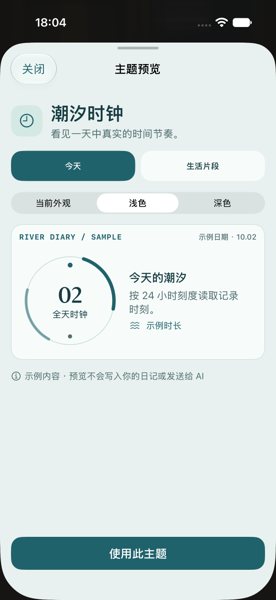 18:04
关闭
主题预览
潮汐时钟
看见一天中真实的时间节奏。
今天
生活片段
当前外观
浅色
深色
RIVER DIARY / SAMPLE
示例日期 · 10.02
02
全天时钟
今天的潮汐
按 24 小时刻度读取记录
时刻。
示例时长
示例内容 · 预览不会写入你的日记或发送给 AI
使用此主题